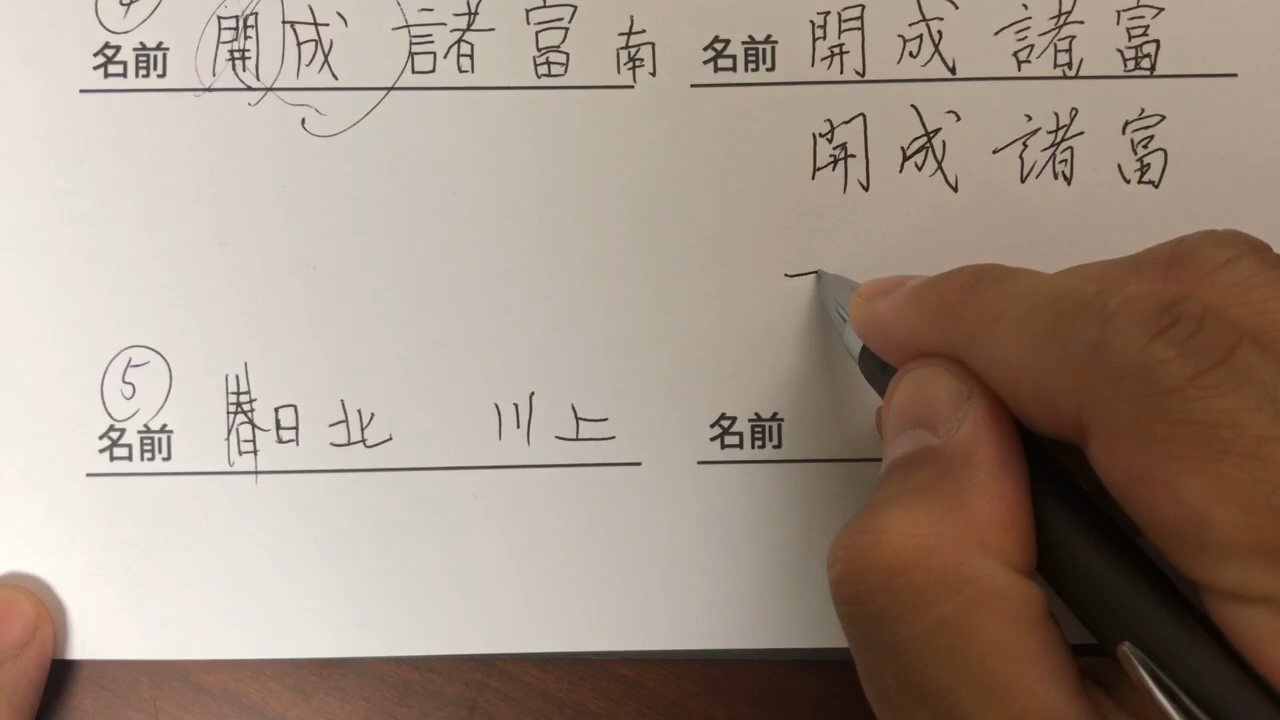 ④
名前 開成 諸富南
名前 開成 諸富
開成 諸富
⑤
名前 春日北 川上
名前